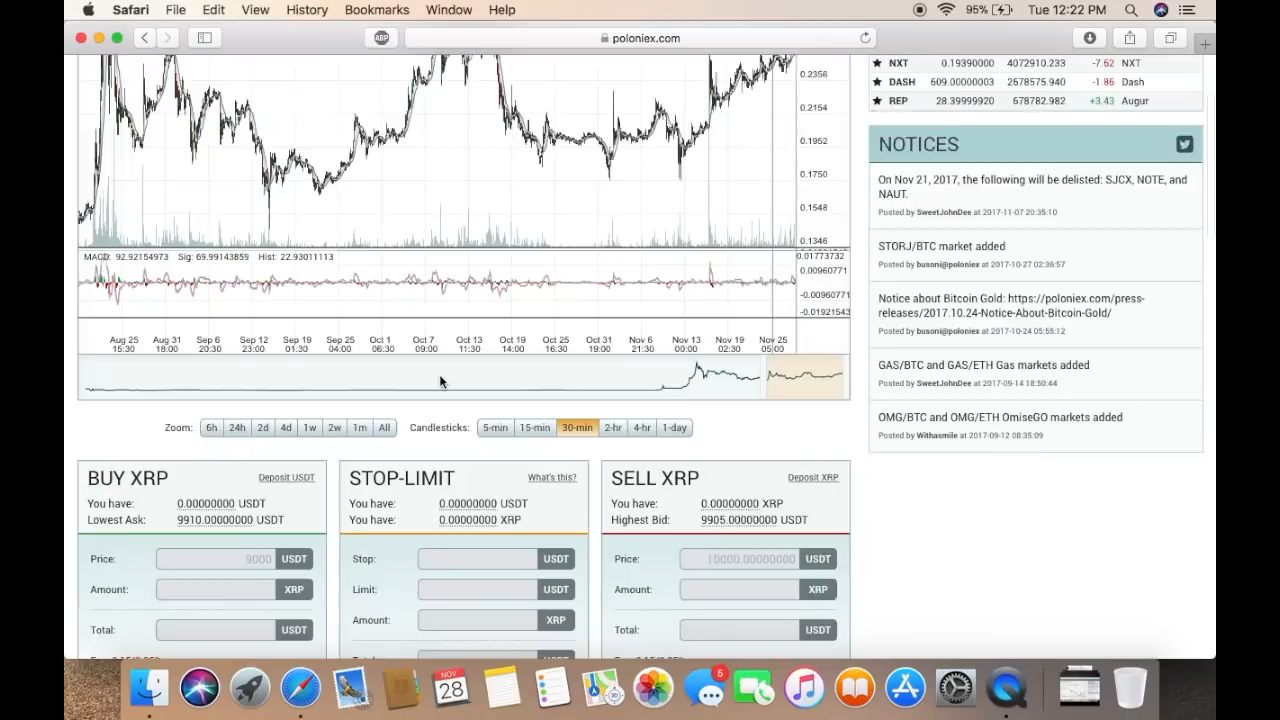 Safari File Edit View History Bookmarks Window Help 95% Tue 12:22 PM
ABP poloniex.com
0.2356
0.2154
0.1952
0.1750
0.1548
0.1346
NXT 0.19390000 4072910.233 -7.62 NXT
DASH 609.00000003 2678575.940 -1.86 Dash
REP 28.39999920 678782.982 +3.43 Augur
MACD: 92.92154973 Sig: 69.99143859 Hist: 22.93011113
0.01773732
0.00960771
-0.00960771
-0.01921543
Aug 25 Aug 31 Sep 6 Sep 12 Sep 19 Sep 25 Oct 1 Oct 7 Oct 13 Oct 19 Oct 25 Oct 31 Nov 6 Nov 13 Nov 19 Nov 25
15:30 18:00 20:30 23:00 01:30 04:00 06:30 09:00 11:30 14:00 16:30 19:00 21:30 00:00 02:30 05:00
NOTICES
On Nov 21, 2017, the following will be delisted: SJCX, NOTE, and
NAUT.
Posted by SweetJohnDee at 2017-11-07 20:35:10
STORJ/BTC market added
Posted by busoni@poloniex at 2017-10-27 02:36:57
Notice about Bitcoin Gold: https://poloniex.com/press-
releases/2017.10.24-Notice-About-Bitcoin-Gold/
Posted by busoni@poloniex at 2017-10-24 05:55:12
GAS/BTC and GAS/ETH Gas markets added
Posted by SweetJohnDee at 2017-09-14 18:50:44
OMG/BTC and OMG/ETH OmiseGO markets added
Posted by Withasmile at 2017-09-12 08:35:09
Zoom: 6h 24h 2d 4d 1w 2w 1m All Candlesticks: 5-min 15-min 30-min 2-hr 4-hr 1-day
BUY XRP Deposit USDT
You have: 0.00000000 USDT
Lowest Ask: 9910.00000000 USDT
Price: 9000 USDT
Amount: XRP
Total: USDT
STOP-LIMIT What's this?
You have: 0.00000000 USDT
You have: 0.00000000 XRP
Stop: USDT
Limit: USDT
Amount: XRP
SELL XRP Deposit XRP
You have: 0.00000000 XRP
Highest Bid: 9905.00000000 USDT
Price: 10000.00000000 USDT
Amount: XRP
Total: USDT
NOV
28
5